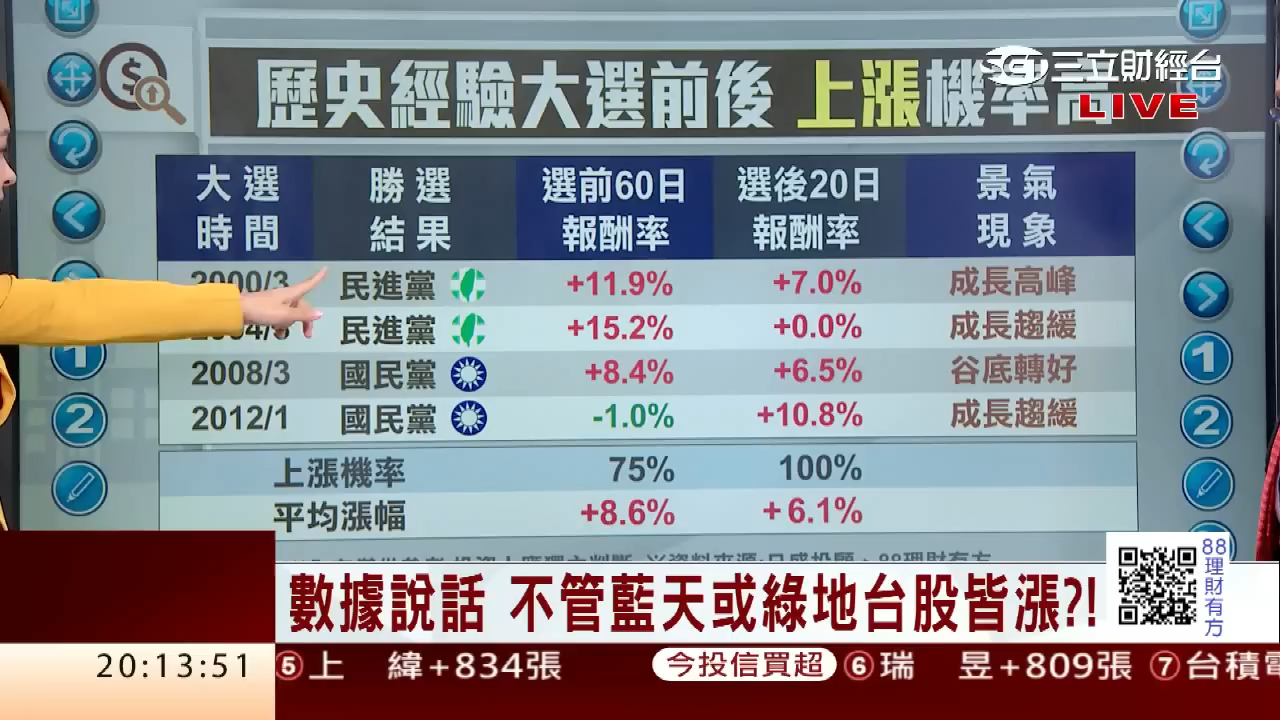 三立財經台
LIVE
歷史經驗大選前後 上漲機率高
大選時間 勝選結果 選前60日報酬率 選後20日報酬率 景氣現象
2000/3 民進黨 +11.9% +7.0% 成長高峰
民進黨 +15.2% +0.0% 成長趨緩
2008/3 國民黨 +8.4% +6.5% 谷底轉好
2012/1 國民黨 -1.0% +10.8% 成長趨緩
上漲機率 75% 100%
平均漲幅 +8.6% +6.1%
1
2
1
2
數據說話 不管藍天或綠地台股皆漲?!
88理財有方
20:13:51
⑤上 緯+834張 今投信買超 ⑥瑞 昱+809張 ⑦台積電